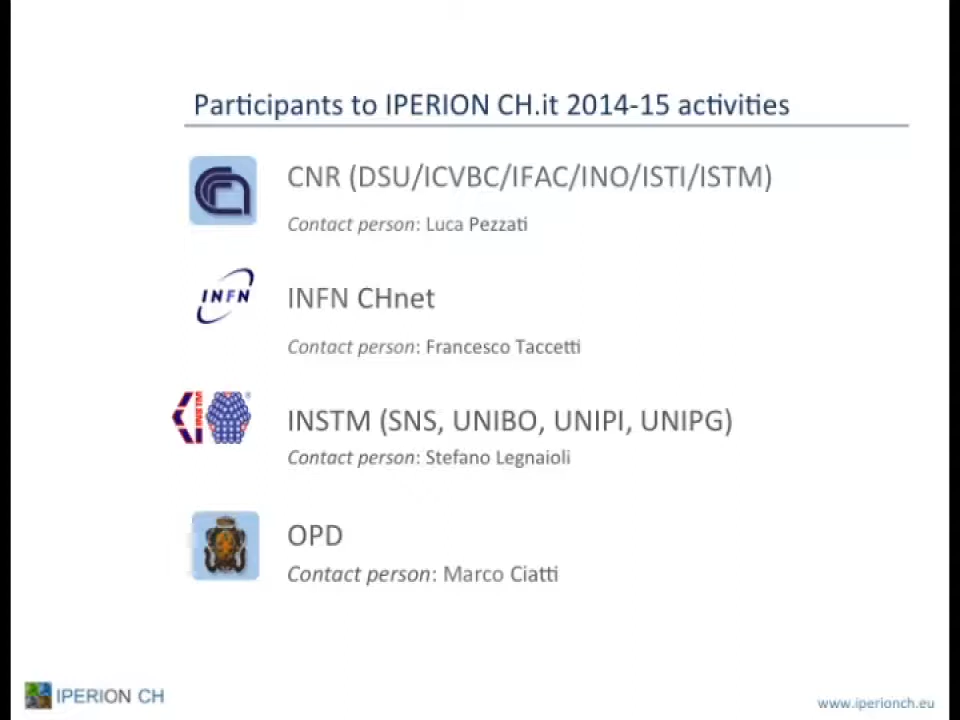 Participants to IPERION CH.it 2014-15 activities
CNR (DSU/ICVBC/IFAC/INO/ISTI/ISTM)
Contact person: Luca Pezzati
INFN
INFN CHnet
Contact person: Francesco Taccetti
INSTM
INSTM (SNS, UNIBO, UNIPI, UNIPG)
Contact person: Stefano Legnaioli
OPD
Contact person: Marco Ciatti
IPERION CH
www.iperionch.eu